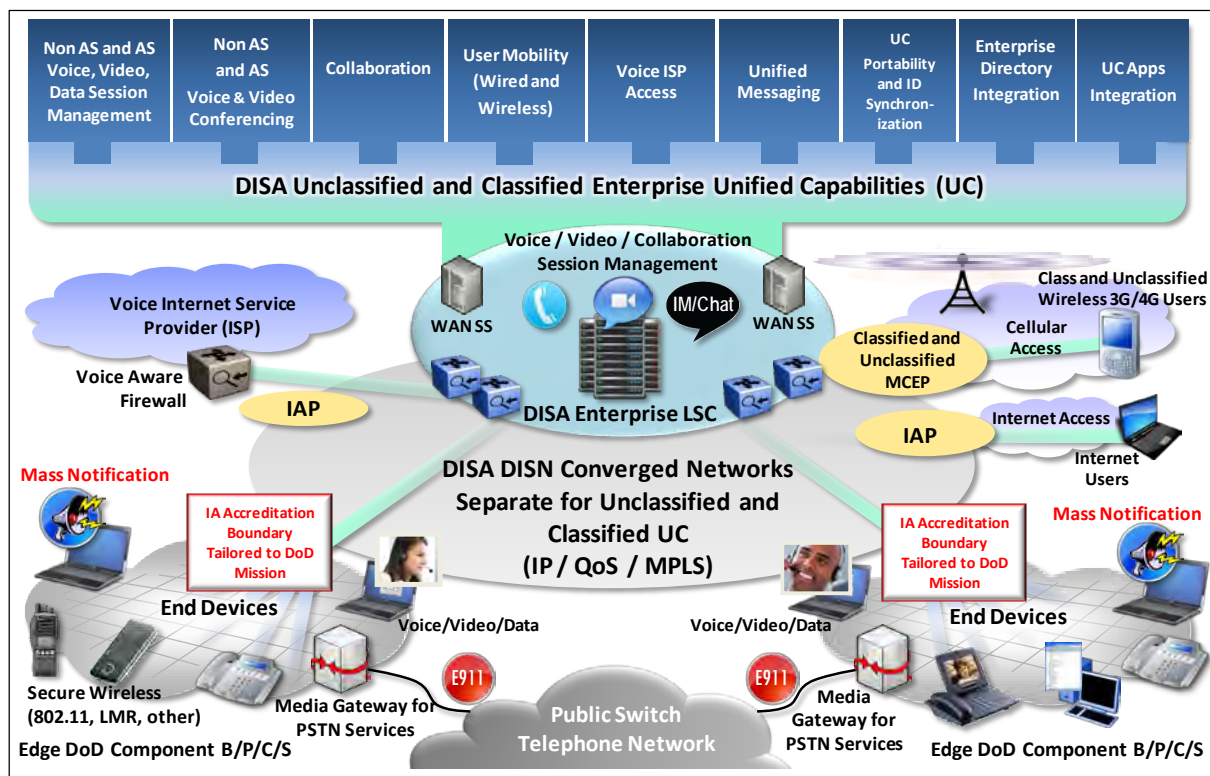 Non AS and AS
Voice, Video,
Data Session
Management
Non AS
and AS
Voice & Video
Conferencing
Collaboration
User Mobility
(Wired and
Wireless)
Voice ISP
Access
Unified
Messaging
UC
Portability
and ID
Synchron-
ization
Enterprise
Directory
Integration
UC Apps
Integration
DISA Unclassified and Classified Enterprise Unified Capabilities (UC)
Voice / Video / Collaboration
Session Management
WAN SS
IM/Chat
WAN SS
DISA Enterprise LSC
Voice Internet Service
Provider (ISP)
Voice Aware
Firewall
IAP
Class and Unclassified
Wireless 3G/4G Users
Cellular
Access
Classified and
Unclassified
MCEP
IAP
Internet Access
Internet
Users
DISA DISN Converged Networks
Separate for Unclassified and
Classified UC
(IP / QoS / MPLS)
Mass Notification
IA Accreditation
Boundary
Tailored to DoD
Mission
End Devices
Voice/Video/Data
Secure Wireless
(802.11, LMR, other)
Media Gateway for
PSTN Services
E911
Edge DoD Component B/P/C/S
Public Switch
Telephone Network
Mass Notification
IA Accreditation
Boundary
Tailored to DoD
Mission
End Devices
Voice/Video/Data
E911
Media
Gateway for
PSTN Services
Edge DoD Component B/P/C/S